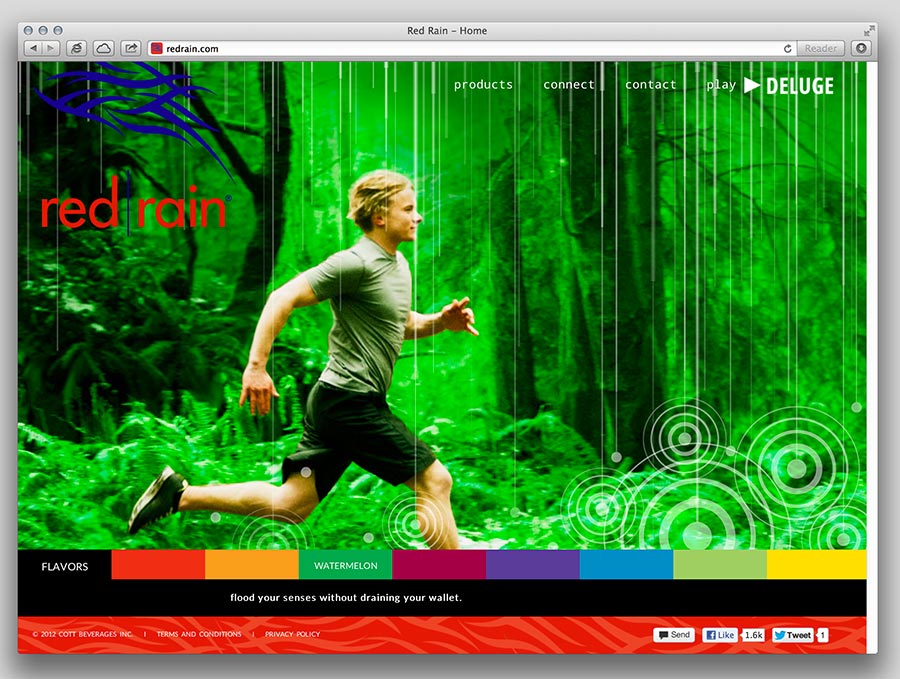 Red Rain – Home
redrain.com
Reader
products connect contact play DELUGE
red rain
FLAVORS WATERMELON
flood your senses without draining your wallet.
© 2012 COTT BEVERAGES INC. | TERMS AND CONDITIONS | PRIVACY POLICY
Send Like 1.6k Tweet 1